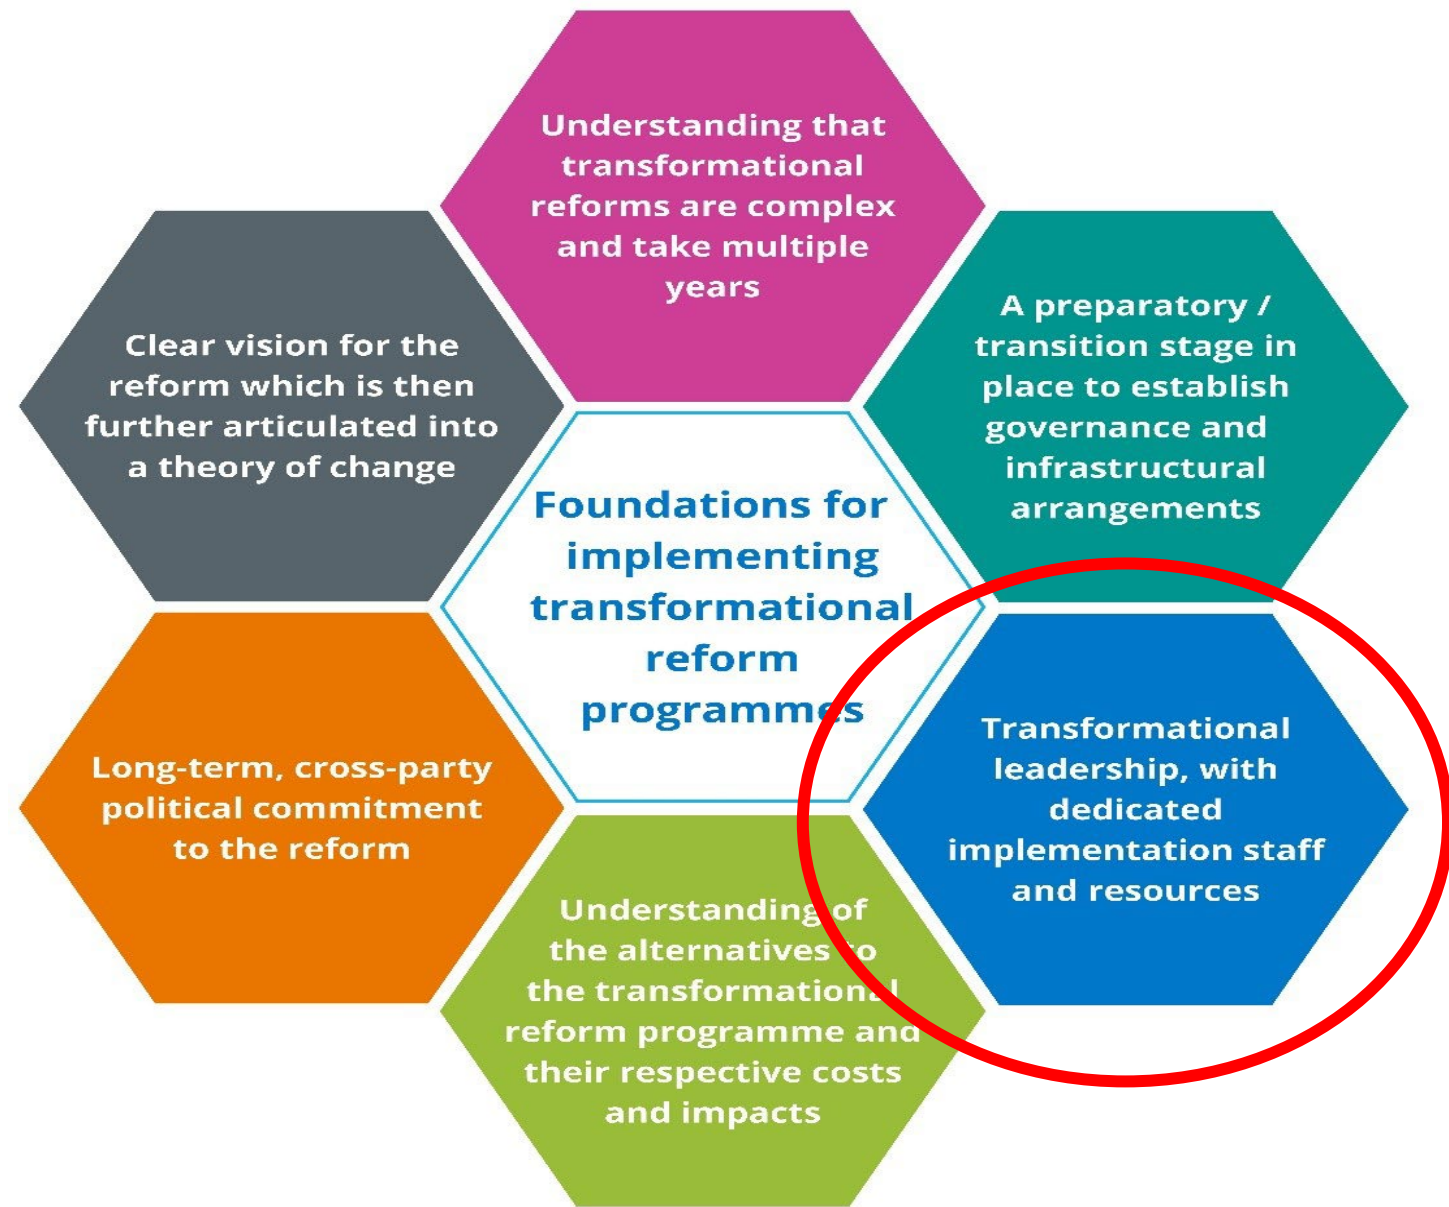 Understanding that
transformational
reforms are complex
and take multiple
years
A preparatory /
transition stage in
place to establish
governance and
infrastructural
arrangements
Transformational
leadership, with
dedicated
implementation staff
and resources
Understanding of
the alternatives to
the transformational
reform programme and
their respective costs
and impacts
Long-term, cross-party
political commitment
to the reform
Clear vision for the
reform which is then
further articulated into
a theory of change
Foundations for
implementing
transformational
reform
programmes